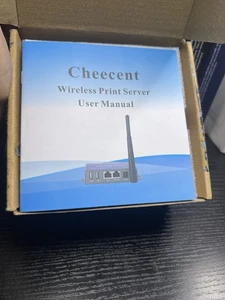 Cheecent
Wireless Print Server
User Manual